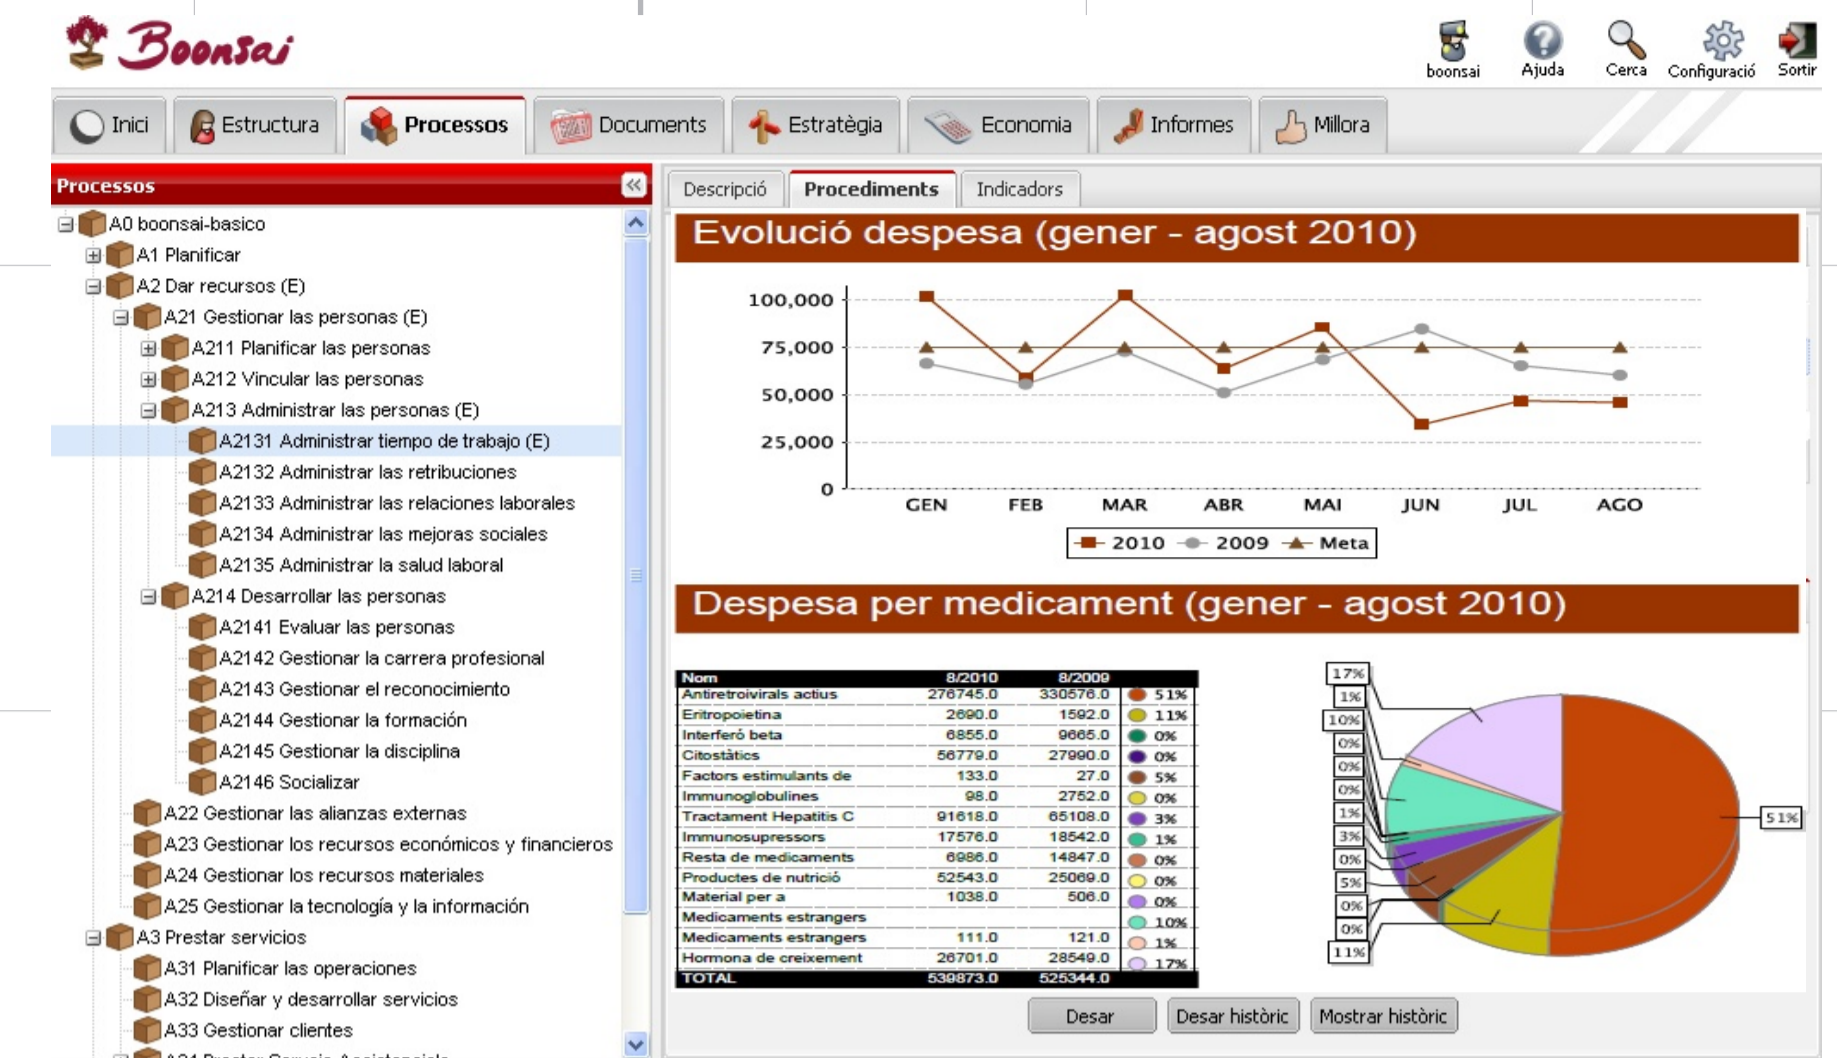 Boonsai
boonsai Ajuda Cerca Configuració Sortir
Inici Estructura Processos Documents Estratègia Economia Informes Millora
Processos
A0 boonsai-basico
A1 Planificar
A2 Dar recursos (E)
A21 Gestionar las personas (E)
A211 Planificar las personas
A212 Vincular las personas
A213 Administrar las personas (E)
A2131 Administrar tiempo de trabajo (E)
A2132 Administrar las retribuciones
A2133 Administrar las relaciones laborales
A2134 Administrar las mejoras sociales
A2135 Administrar la salud laboral
A214 Desarrollar las personas
A2141 Evaluar las personas
A2142 Gestionar la carrera profesional
A2143 Gestionar el reconocimiento
A2144 Gestionar la formación
A2145 Gestionar la disciplina
A2146 Socializar
A22 Gestionar las alianzas externas
A23 Gestionar los recursos económicos y financieros
A24 Gestionar los recursos materiales
A25 Gestionar la tecnología y la información
A3 Prestar servicios
A31 Planificar las operaciones
A32 Diseñar y desarrollar servicios
A33 Gestionar clientes
Descripció Procediments Indicadors
Evolució despesa (gener - agost 2010)
100,000
75,000
50,000
25,000
0
GEN FEB MAR ABR MAI JUN JUL AGO
2010 2009 Meta
Despesa per medicament (gener - agost 2010)
Nom 8/2010 8/2009
Antiretroivirals actius 276745.0 330576.0 51%
Eritropoietina 2690.0 1592.0 11%
Interferó beta 6855.0 9665.0 0%
Citostàtics 56779.0 27990.0 0%
Factors estimulants de 133.0 27.0 5%
Immunoglobulines 98.0 2752.0 0%
Tractament Hepatitis C 91618.0 65108.0 3%
Immunosupressors 17576.0 18542.0 1%
Resta de medicaments 6986.0 14847.0 0%
Productes de nutrició 52543.0 25069.0 0%
Material per a 1038.0 506.0 0%
Medicaments estrangers 10%
Medicaments estrangers 111.0 121.0 1%
Hormona de creixement 26701.0 28549.0 17%
TOTAL 539873.0 525344.0
17%
1%
10%
0%
0%
0%
1%
3%
0%
5%
0%
0%
11%
51%
Desar Desar històric Mostrar històric